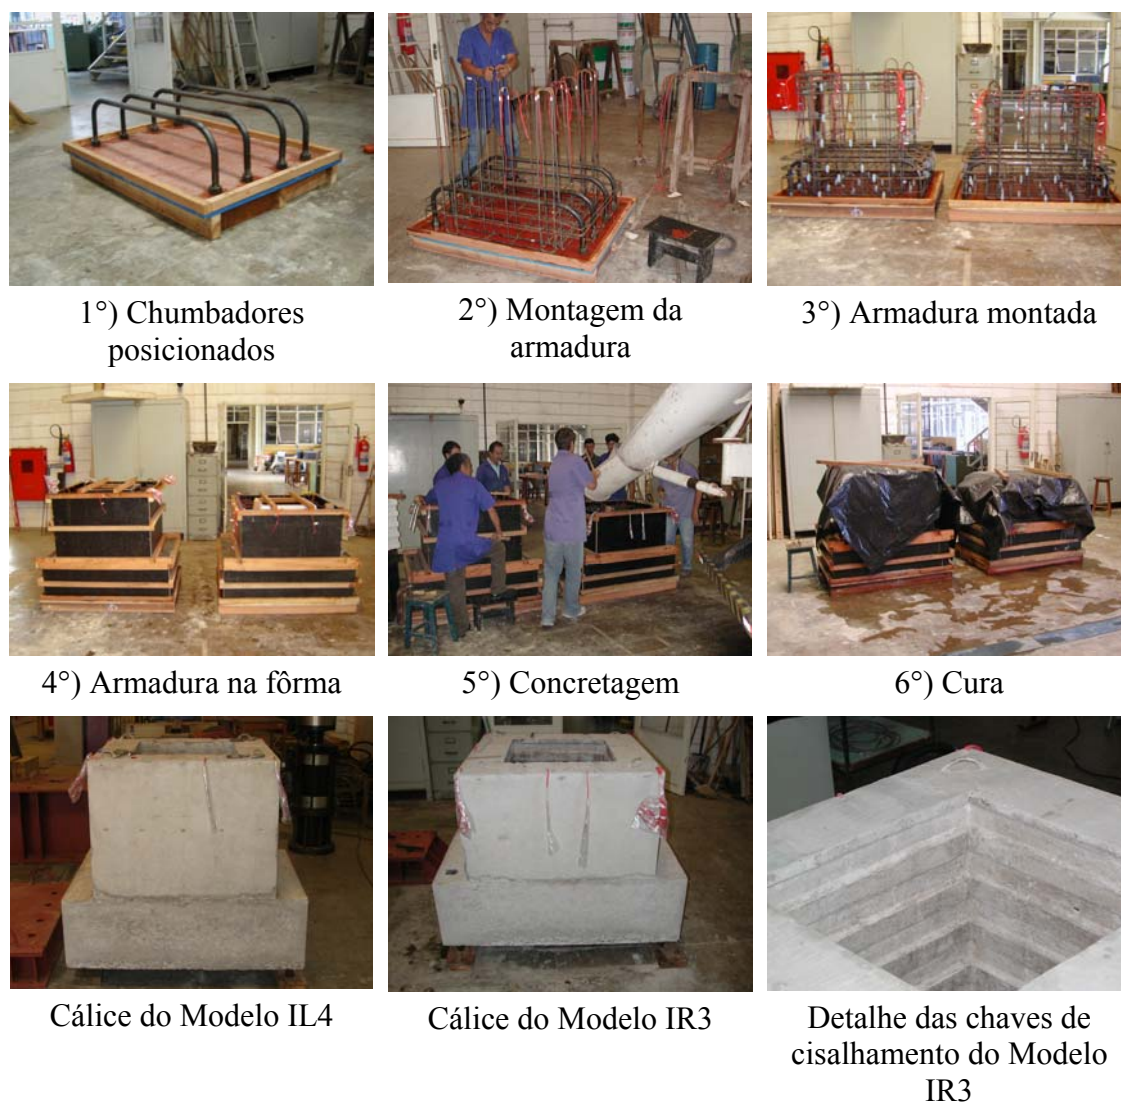 1°) Chumbadores
posicionados
2°) Montagem da
armadura
3°) Armadura montada
4°) Armadura na fôrma
5°) Concretagem
6°) Cura
Cálice do Modelo IL4
Cálice do Modelo IR3
Detalhe das chaves de
cisalhamento do Modelo
IR3